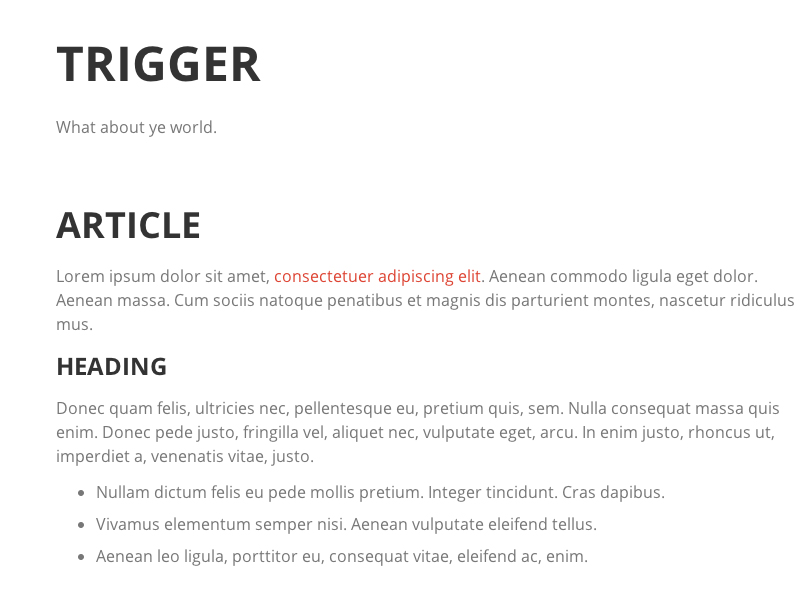 TRIGGER
What about ye world.
ARTICLE
Lorem ipsum dolor sit amet, consectetuer adipiscing elit. Aenean commodo ligula eget dolor.
Aenean massa. Cum sociis natoque penatibus et magnis dis parturient montes, nascetur ridiculus
mus.
HEADING
Donec quam felis, ultricies nec, pellentesque eu, pretium quis, sem. Nulla consequat massa quis
enim. Donec pede justo, fringilla vel, aliquet nec, vulputate eget, arcu. In enim justo, rhoncus ut,
imperdiet a, venenatis vitae, justo.
• Nullam dictum felis eu pede mollis pretium. Integer tincidunt. Cras dapibus.
• Vivamus elementum semper nisi. Aenean vulputate eleifend tellus.
• Aenean leo ligula, porttitor eu, consequat vitae, eleifend ac, enim.